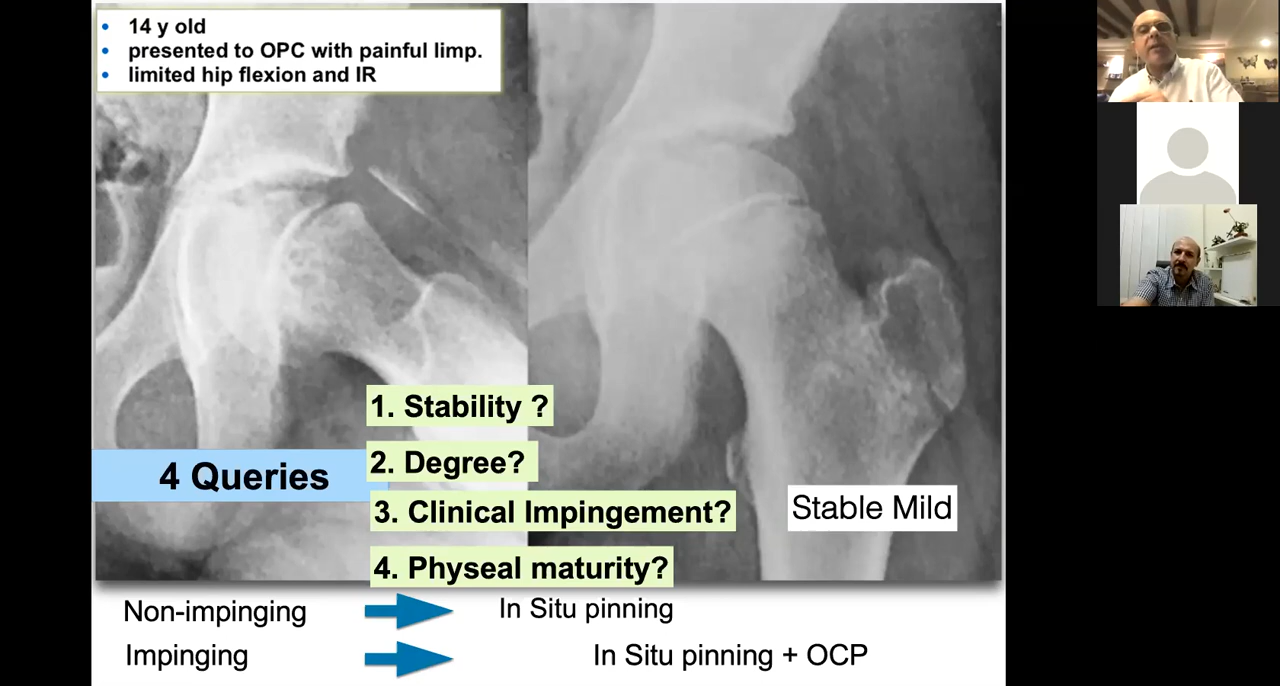 • 14 y old
• presented to OPC with painful limp.
• limited hip flexion and IR
4 Queries
1. Stability ?
2. Degree?
3. Clinical Impingement?
4. Physeal maturity?
Stable Mild
Non-impinging
In Situ pinning
Impinging
In Situ pinning + OCP